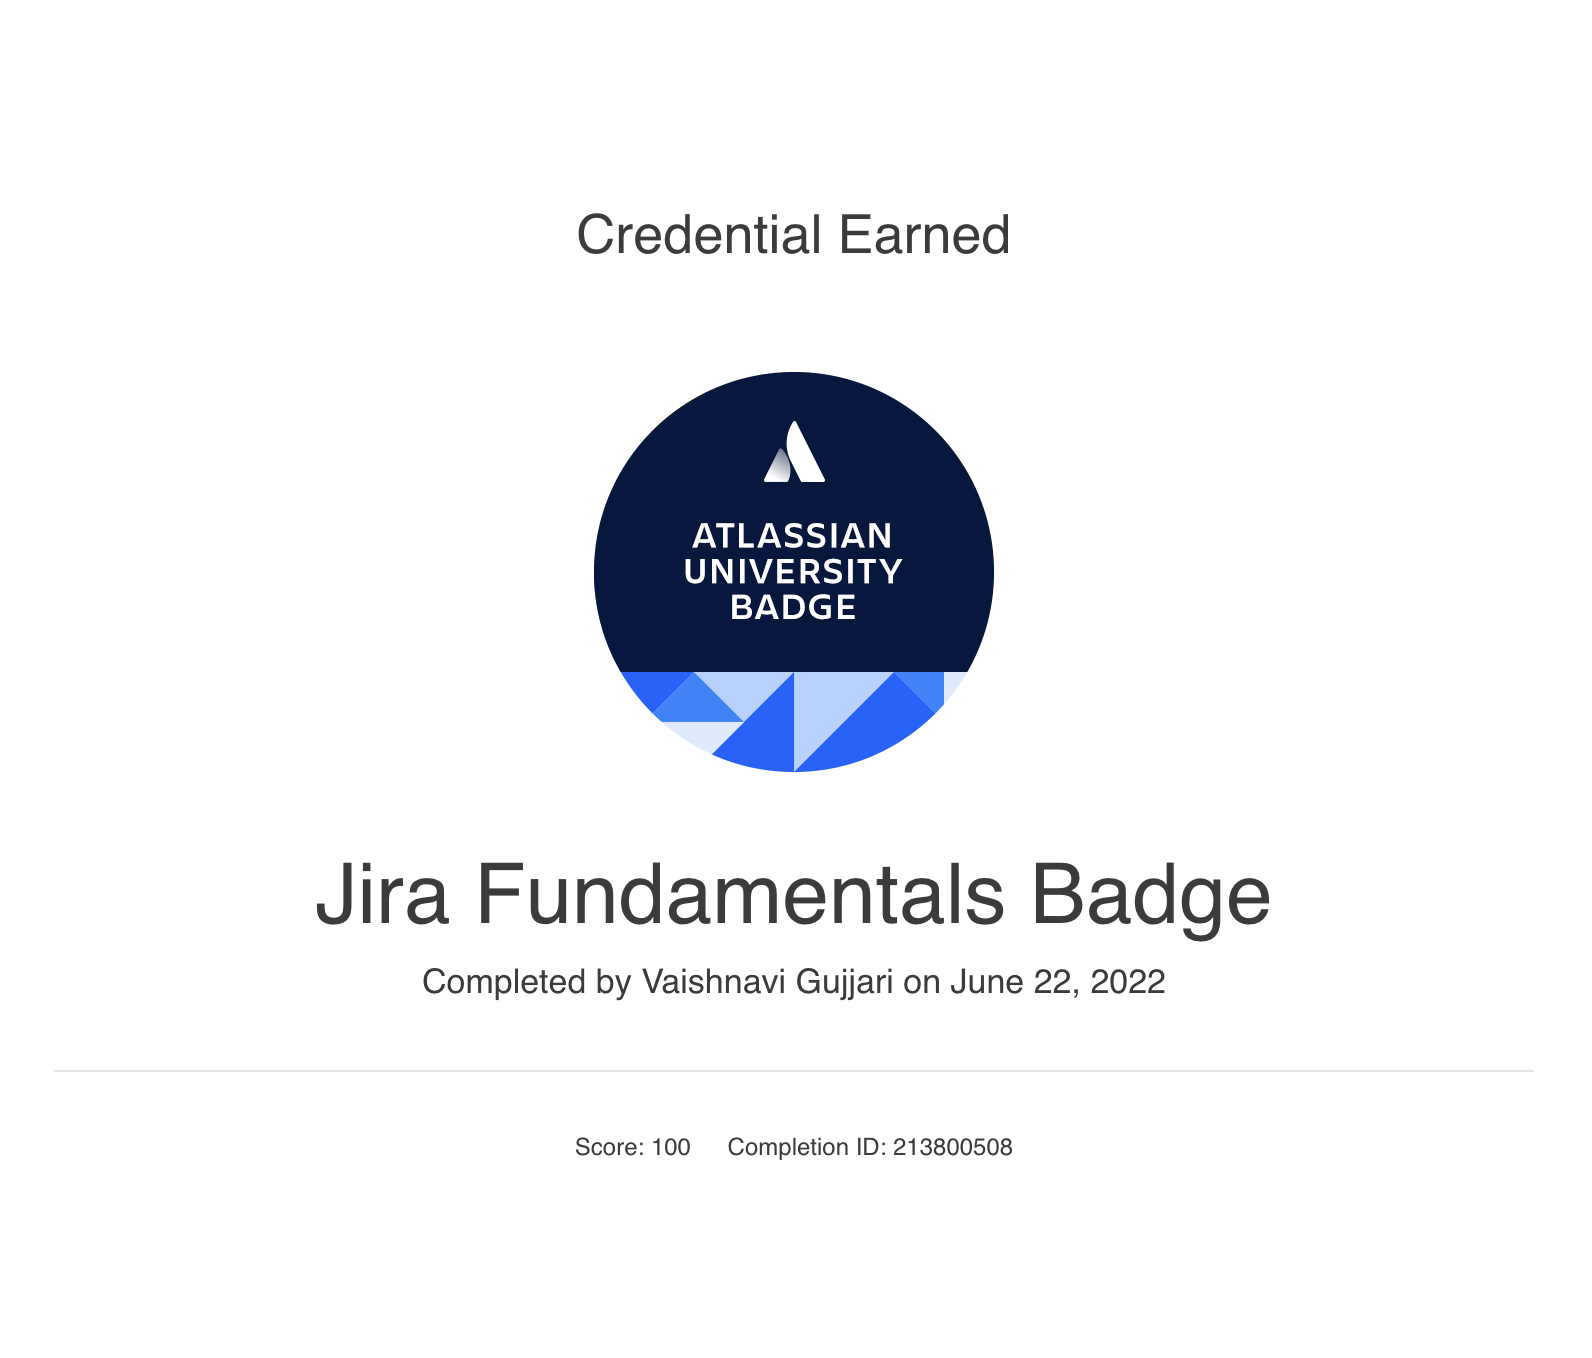 Credential Earned
ATLASSIAN
UNIVERSITY
BADGE
Jira Fundamentals Badge
Completed by Vaishnavi Gujjari on June 22, 2022
Score: 100 Completion ID: 213800508